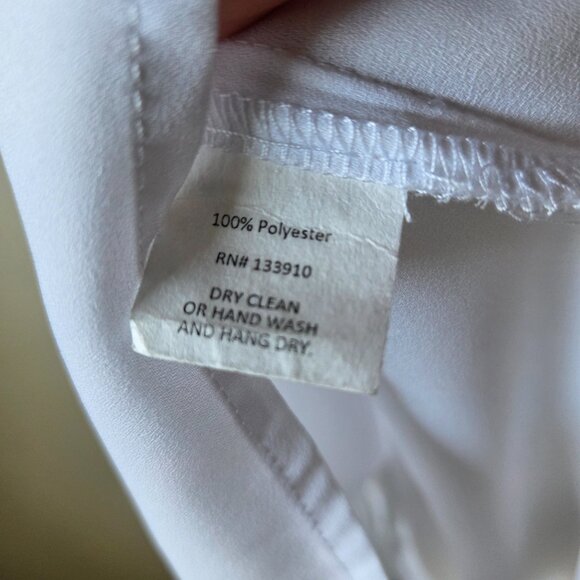 100% Polyester
RN# 133910
DRY CLEAN
OR HAND WASH
AND HANG DRY.